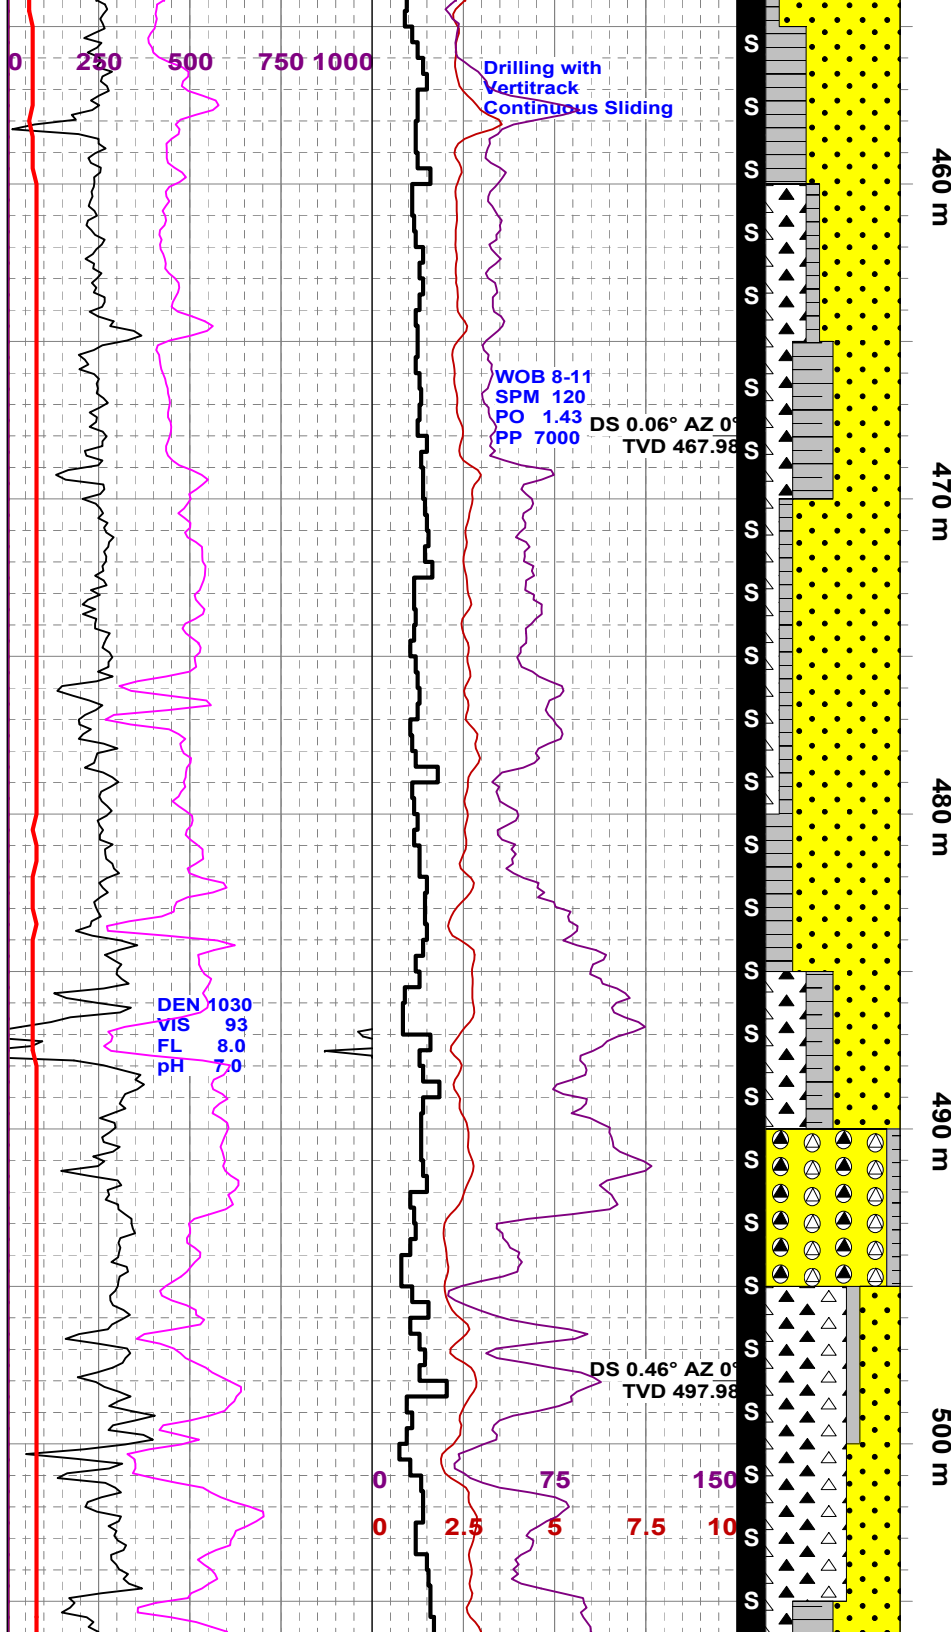 S
0 250 500 750 1000
Drilling with
Vertitrack
Continuous Sliding
S
460 m
S
S
S
WOB 8-11
SPM 120
PO 1.43
PP 7000
S
DS 0.06° AZ 0°
TVD 467.98
S
470 m
S
S
S
S
S
480 m
S
S
S
DEN 1030
VIS 93
FL 8.0
pH 7.0
S
S
490 m
S
S
S
S
DS 0.46° AZ 0°
TVD 497.98
S
500 m
S
0 75 150
0 2.5 5 7.5 10
S
S